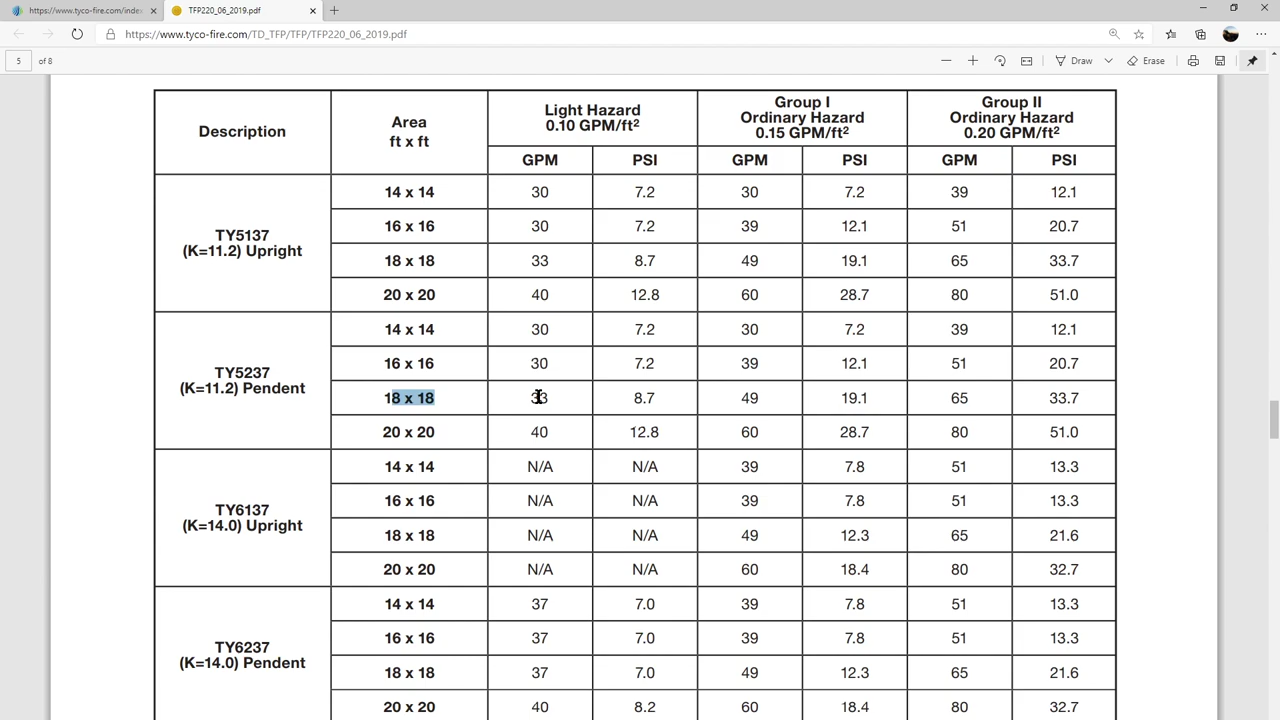 https://www.tyco-fire.com/index
TFP220_06_2019.pdf
https://www.tyco-fire.com/TD_TFP/TFP/TFP220_06_2019.pdf
5 of 8 Draw Erase
Description Area ft x ft Light Hazard 0.10 GPM/ft² Group I Ordinary Hazard 0.15 GPM/ft² Group II Ordinary Hazard 0.20 GPM/ft²
GPM PSI GPM PSI GPM PSI
TY5137 (K=11.2) Upright
14 x 14 30 7.2 30 7.2 39 12.1
16 x 16 30 7.2 39 12.1 51 20.7
18 x 18 33 8.7 49 19.1 65 33.7
20 x 20 40 12.8 60 28.7 80 51.0
TY5237 (K=11.2) Pendent
14 x 14 30 7.2 30 7.2 39 12.1
16 x 16 30 7.2 39 12.1 51 20.7
18 x 18 33 8.7 49 19.1 65 33.7
20 x 20 40 12.8 60 28.7 80 51.0
TY6137 (K=14.0) Upright
14 x 14 N/A N/A 39 7.8 51 13.3
16 x 16 N/A N/A 39 7.8 51 13.3
18 x 18 N/A N/A 49 12.3 65 21.6
20 x 20 N/A N/A 60 18.4 80 32.7
TY6237 (K=14.0) Pendent
14 x 14 37 7.0 39 7.8 51 13.3
16 x 16 37 7.0 39 7.8 51 13.3
18 x 18 37 7.0 49 12.3 65 21.6
20 x 20 40 8.2 60 18.4 80 32.7